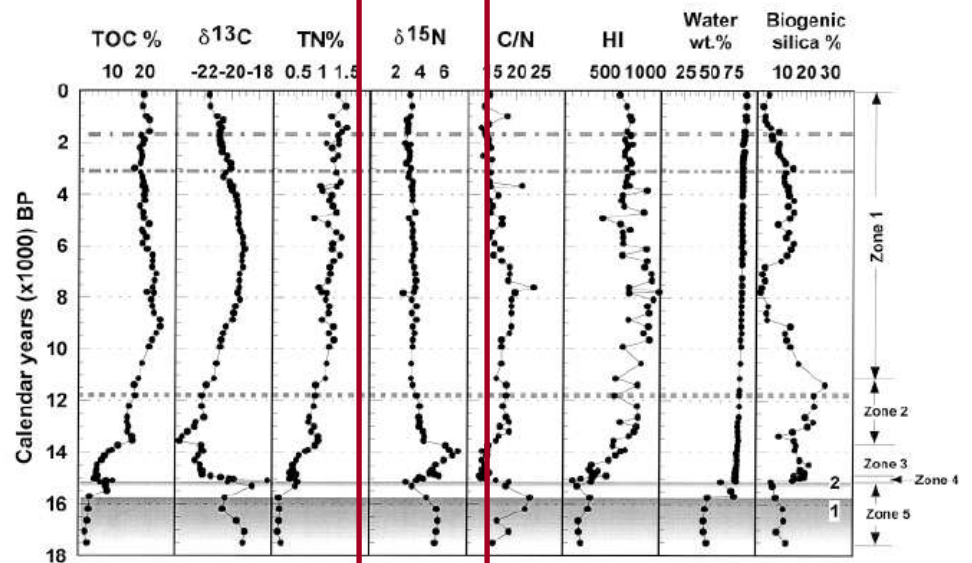 TOC % δ13C TN% δ15N C/N HI Water wt.% Biogenic silica %
10 20 -22 -20 -18 0.5 1 1.5 2 4 6 15 20 25 500 1000 25 50 75 10 20 30
Calendar years (x1000) BP
0
2
4
6
8
10
12
14
16
18
Zone 1
Zone 2
Zone 3
2 Zone 4
1 Zone 5